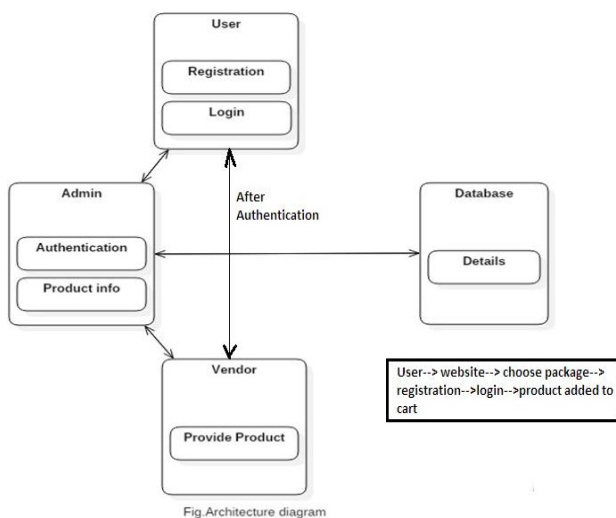 User
Registration
Login
After
Authentication
Admin
Authentication
Product info
Database
Details
Vendor
Provide Product
User--> website--> choose package-->
registration-->login-->product added to
cart
Fig.Architecture diagram